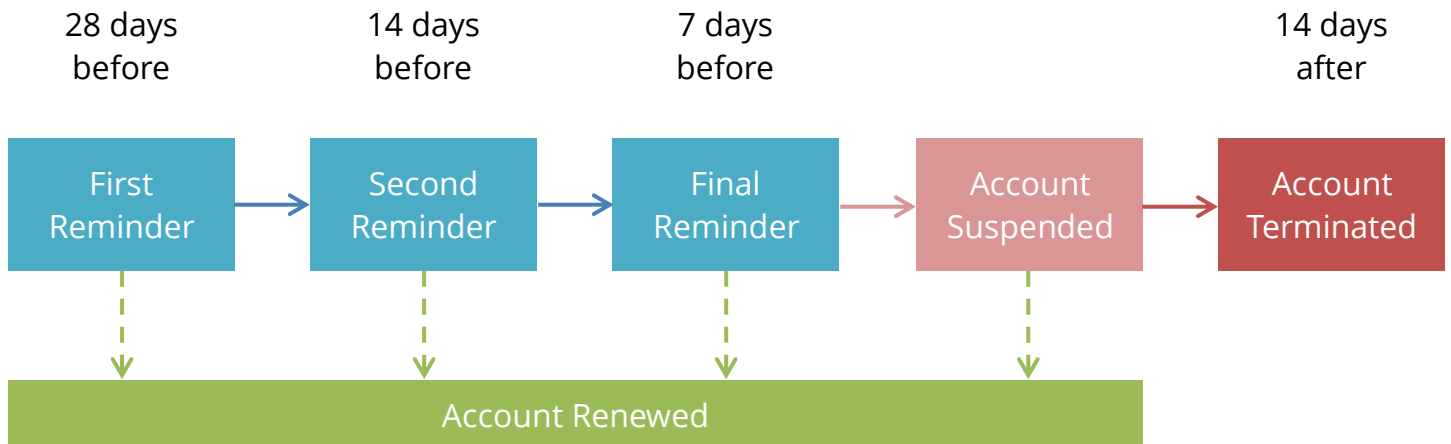 28 days
before
14 days
before
7 days
before
14 days
after
First
Reminder
Second
Reminder
Final
Reminder
Account
Suspended
Account
Terminated
Account Renewed